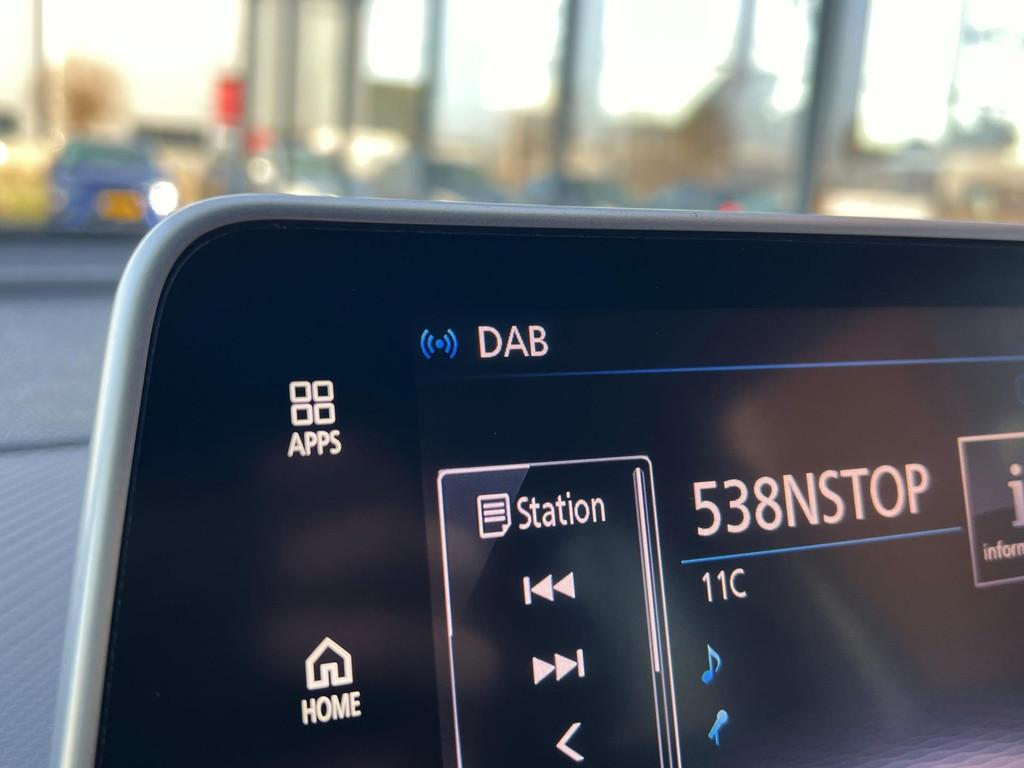 DAB
APPS
Station
538NSTOP
11C
HOME